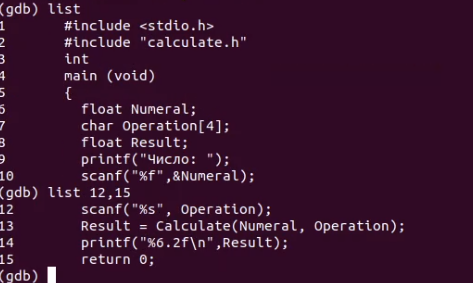 (gdb) list
1 #include <stdio.h>
2 #include "calculate.h"
3 int
4 main (void)
5 {
6 float Numeral;
7 char Operation[4];
8 float Result;
9 printf("Число: ");
10 scanf("%f",&Numeral);
(gdb) list 12,15
12 scanf("%s", Operation);
13 Result = Calculate(Numeral, Operation);
14 printf("%6.2f\n",Result);
15 return 0;
(gdb)